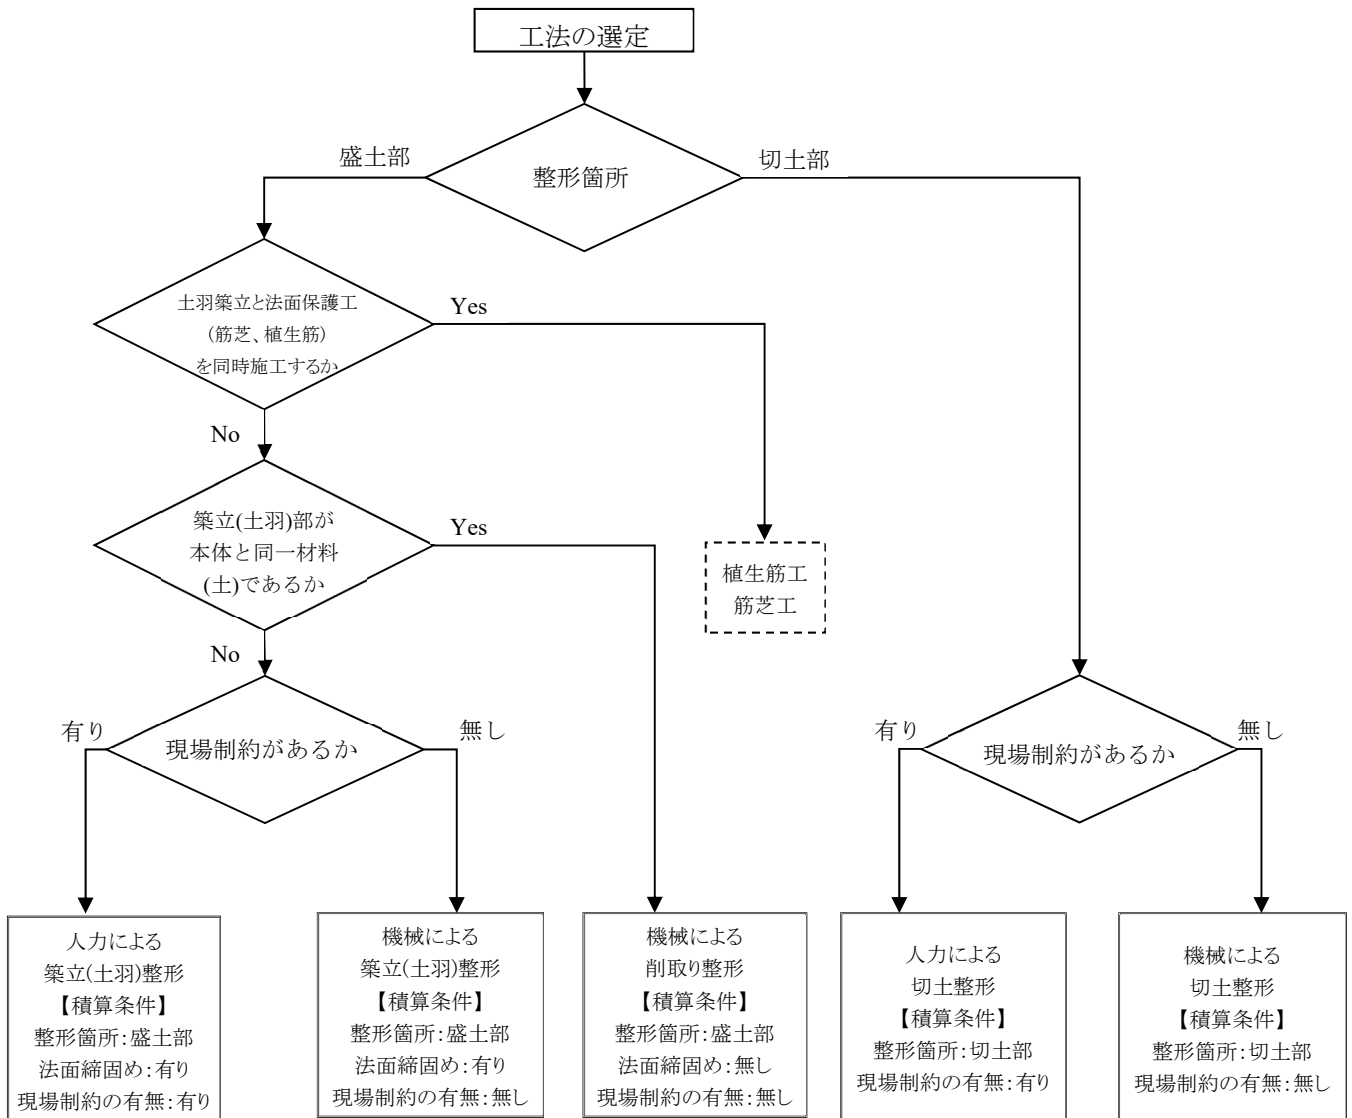 工法の選定
盛土部
切土部
整形箇所
土羽築立と法面保護工
(筋芝、植生筋)
を同時施工するか
Yes
No
築立(土羽)部が
本体と同一材料
(土)であるか
Yes
植生筋工
筋芝工
No
有り
現場制約があるか
無し
有り
現場制約があるか
無し
人力による
築立(土羽)整形
【積算条件】
整形箇所:盛土部
法面締固め:有り
現場制約の有無:有り
機械による
築立(土羽)整形
【積算条件】
整形箇所:盛土部
法面締固め:有り
現場制約の有無:無し
機械による
削取り整形
【積算条件】
整形箇所:盛土部
法面締固め:無し
現場制約の有無:無し
人力による
切土整形
【積算条件】
整形箇所:切土部
現場制約の有無:有り
機械による
切土整形
【積算条件】
整形箇所:切土部
現場制約の有無:無し